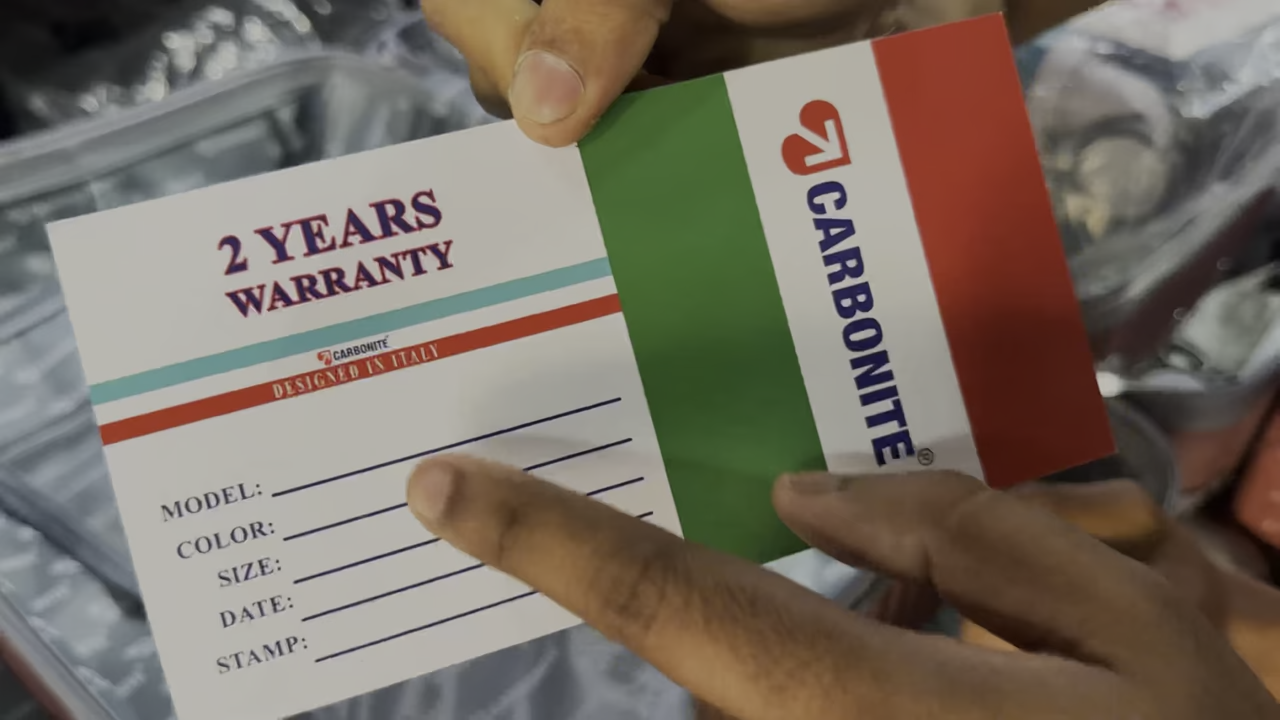 2 YEARS
WARRANTY
CARBONITE
DESIGNED IN ITALY
MODEL:
COLOR:
SIZE:
DATE:
STAMP:
CARBONITE®